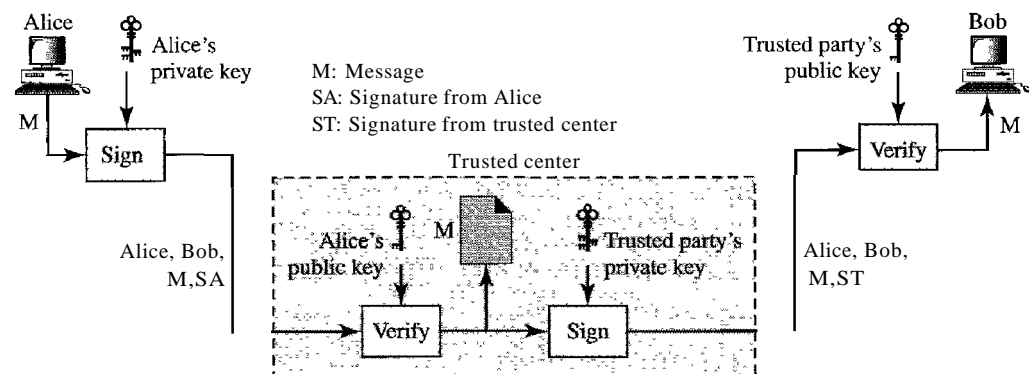 Alice
Alice's
private key
M
Sign
M: Message
SA: Signature from Alice
ST: Signature from trusted center
Trusted party's
public key
Bob
M
Verify
Trusted center
Alice, Bob,
M,SA
Alice's
public key
M
Trusted party's
private key
Verify
Sign
Alice, Bob,
M,ST